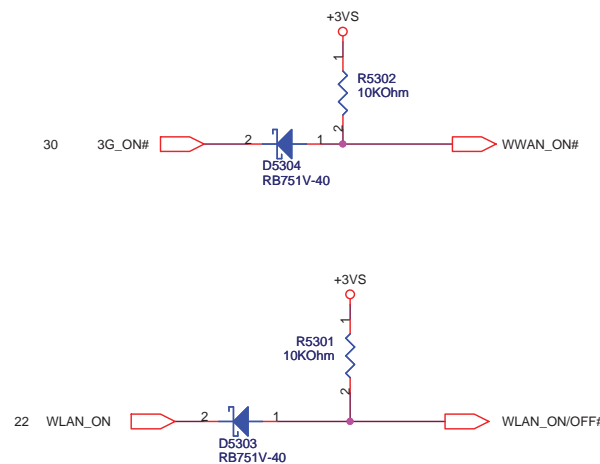 +3VS
1
R5302
10KOhm
2
30 3G_ON# 2 1 WWAN_ON#
D5304
RB751V-40
+3VS
1
R5301
10KOhm
2
22 WLAN_ON 2 1 WLAN_ON/OFF#
D5303
RB751V-40